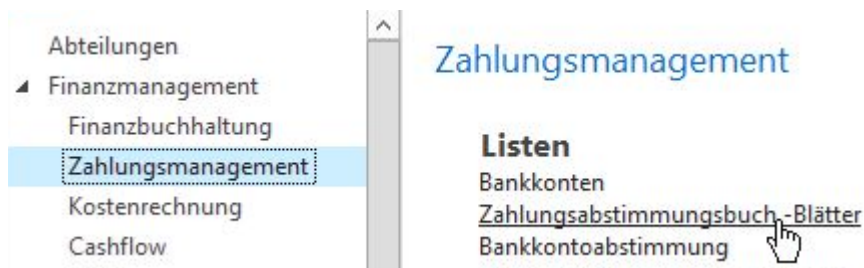 Abteilungen
Finanzmanagement
Finanzbuchhaltung
Zahlungsmanagement
Kostenrechnung
Cashflow
Zahlungsmanagement
Listen
Bankkonten
Zahlungsabstimmungsbuch.-Blätter
Bankkontoabstimmung